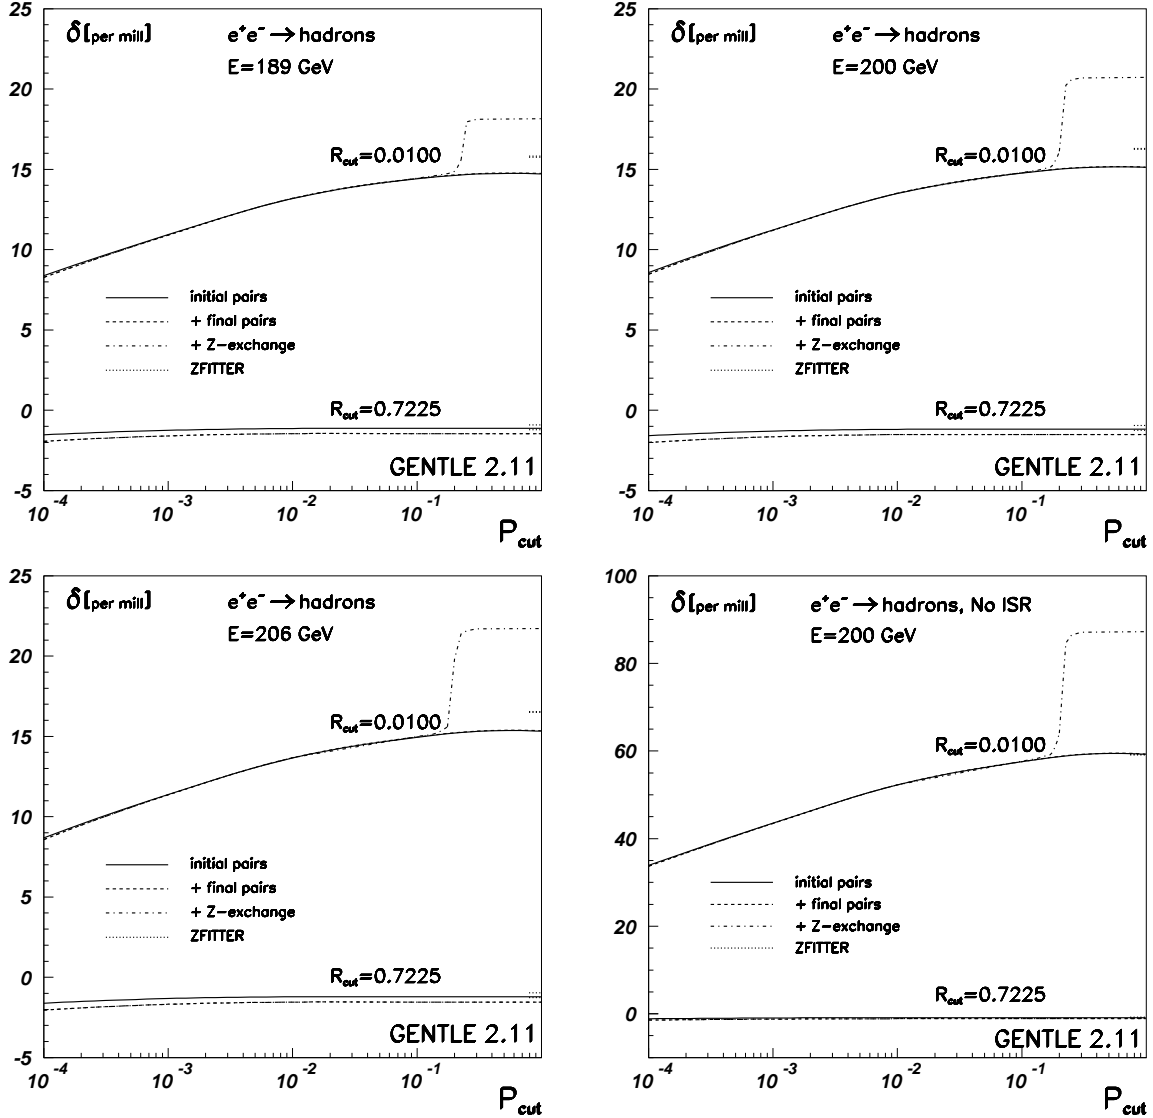 δ [per mill] e⁺e⁻ → hadrons
E=189 GeV
25
20
15
10
5
0
-5
R_cut=0.0100
initial pairs
+ final pairs
+ Z-exchange
ZFITTER
R_cut=0.7225
GENTLE 2.11
10⁻⁴ 10⁻³ 10⁻² 10⁻¹
P_cut
δ [per mill] e⁺e⁻ → hadrons
E=200 GeV
25
20
15
10
5
0
-5
R_cut=0.0100
initial pairs
+ final pairs
+ Z-exchange
ZFITTER
R_cut=0.7225
GENTLE 2.11
10⁻⁴ 10⁻³ 10⁻² 10⁻¹
P_cut
δ [per mill] e⁺e⁻ → hadrons
E=206 GeV
25
20
15
10
5
0
-5
R_cut=0.0100
initial pairs
+ final pairs
+ Z-exchange
ZFITTER
R_cut=0.7225
GENTLE 2.11
10⁻⁴ 10⁻³ 10⁻² 10⁻¹
P_cut
δ [per mill] e⁺e⁻ → hadrons, No ISR
E=200 GeV
100
80
60
40
20
0
R_cut=0.0100
initial pairs
+ final pairs
+ Z-exchange
ZFITTER
R_cut=0.7225
GENTLE 2.11
10⁻⁴ 10⁻³ 10⁻² 10⁻¹
P_cut